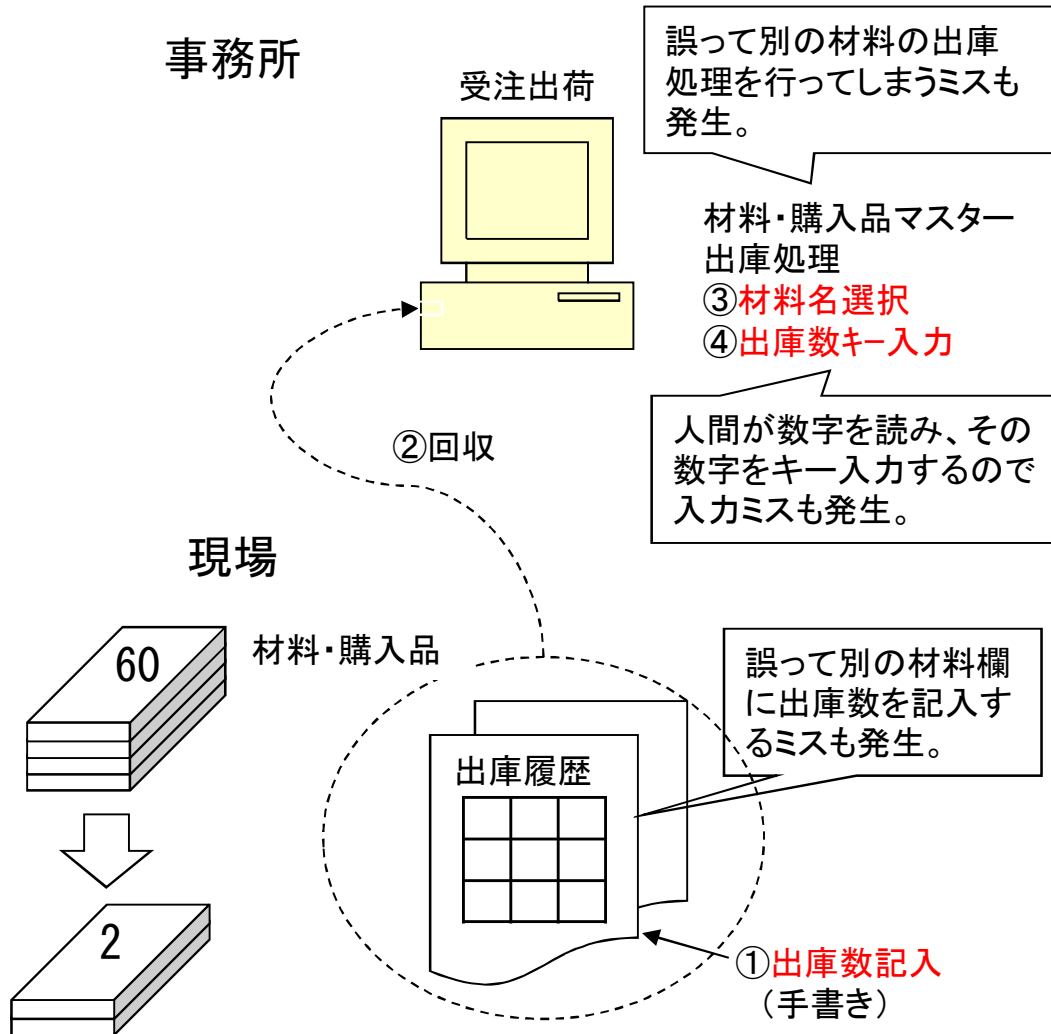 事務所
受注出荷
誤って別の材料の出庫
処理を行ってしまうミスも
発生。
材料・購入品マスター
出庫処理
③材料名選択
④出庫数ｷｰ入力
人間が数字を読み、その
数字をキー入力するので
入力ミスも発生。
②回収
現場
材料・購入品
60
2
出庫履歴
誤って別の材料欄
に出庫数を記入す
るミスも発生。
①出庫数記入
（手書き）